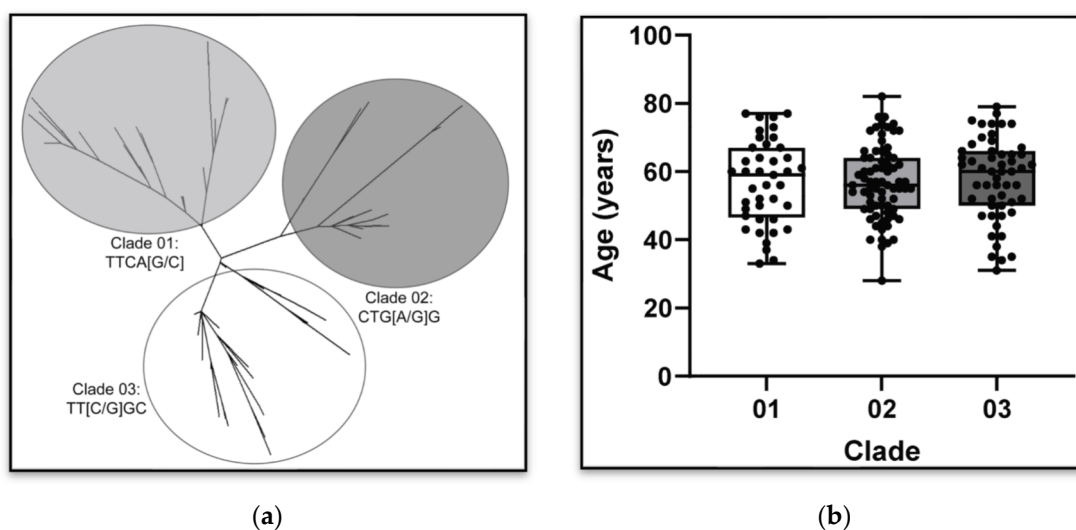 Clade 01:
TTCA[G/C]
Clade 02:
CTG[A/G]G
Clade 03:
TT[C/G]GC
(a)
Age (years)
100
80
60
40
20
0
01 02 03
Clade
(b)